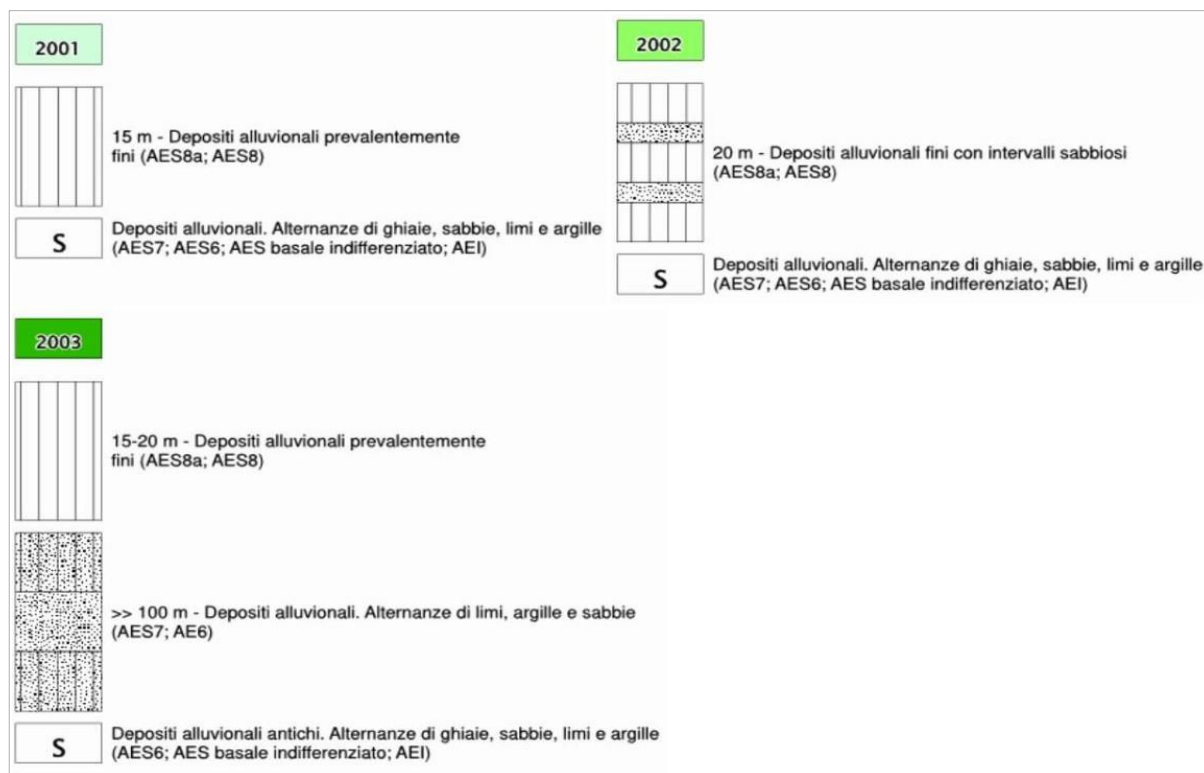 2001
15 m - Depositi alluvionali prevalentemente
fini (AES8a; AES8)
S
Depositi alluvionali. Alternanze di ghiaie, sabbie, limi e argille
(AES7; AES6; AES basale indifferenziato; AEI)
2002
20 m - Depositi alluvionali fini con intervalli sabbiosi
(AES8a; AES8)
S
Depositi alluvionali. Alternanze di ghiaie, sabbie, limi e argille
(AES7; AES6; AES basale indifferenziato; AEI)
2003
15-20 m - Depositi alluvionali prevalentemente
fini (AES8a; AES8)
>> 100 m - Depositi alluvionali. Alternanze di limi, argille e sabbie
(AES7; AE6)
S
Depositi alluvionali antichi. Alternanze di ghiaie, sabbie, limi e argille
(AES6; AES basale indifferenziato; AEI)